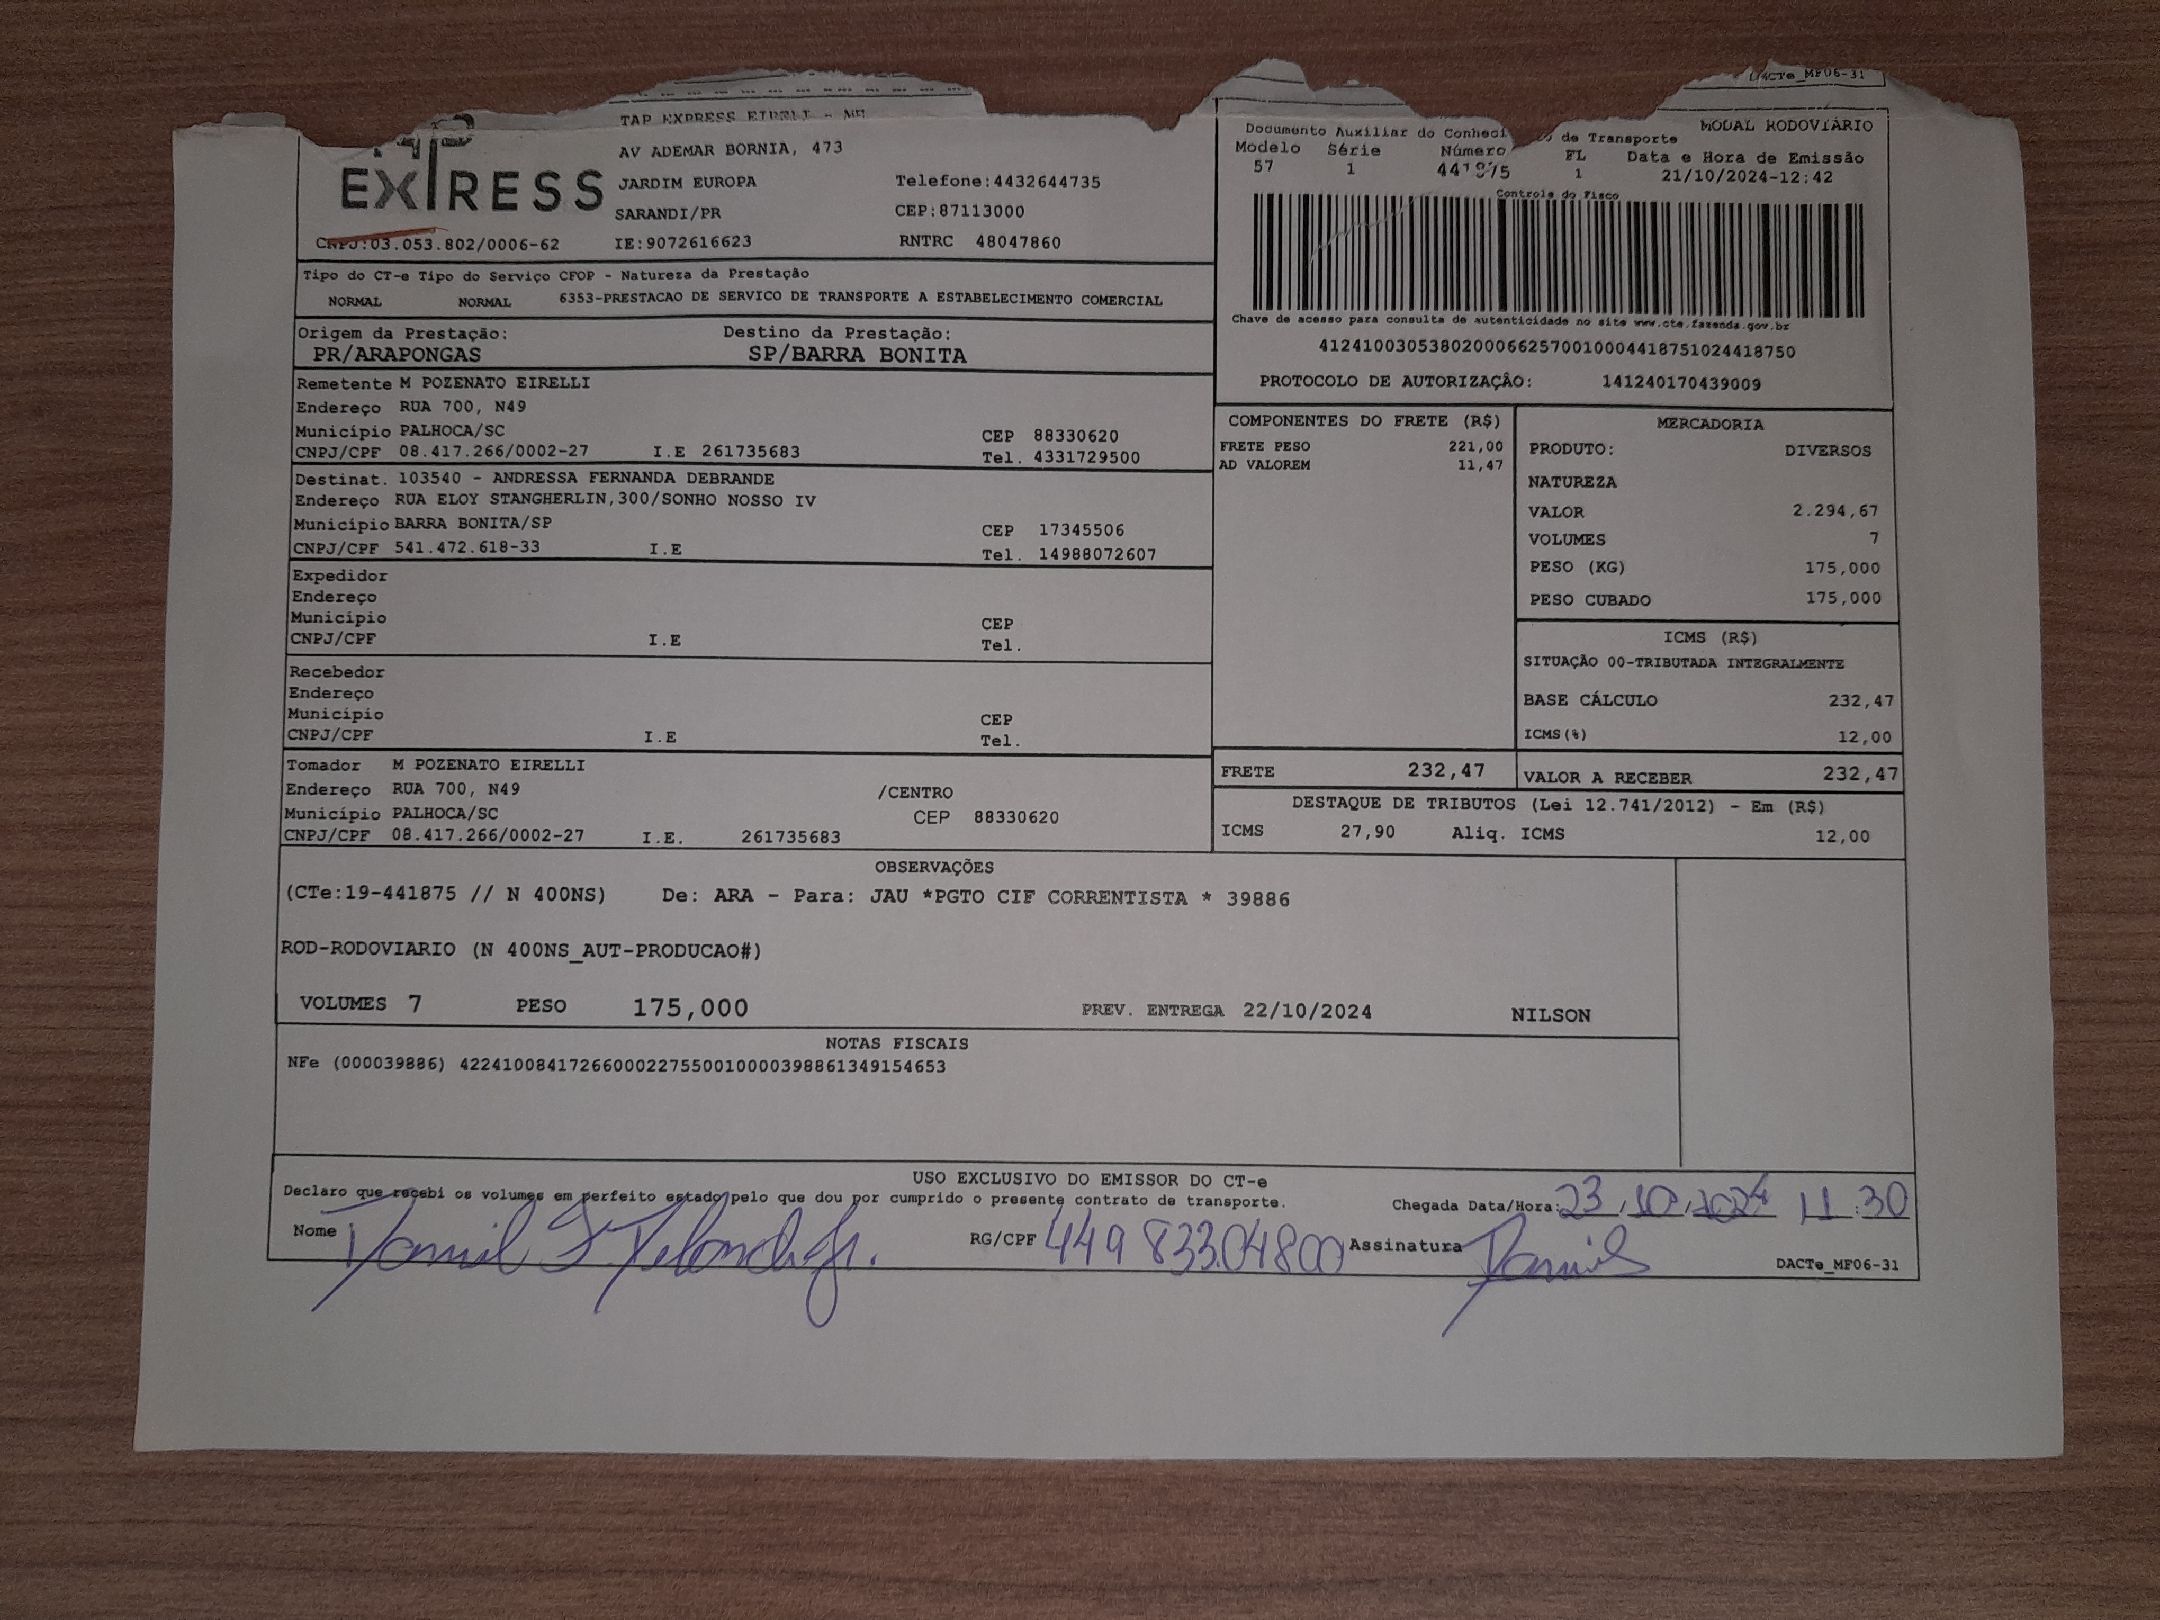 DACTe_MF06-31
TAP EXPRESS EIRELI - ME
EXPRESS
AV ADEMAR BORNIA, 473
JARDIM EUROPA Telefone:4432644735
SARANDI/PR CEP:87113000
CNPJ:03.053.802/0006-62 IE:9072616623 RNTRC 48047860
MODAL RODOVIÁRIO
Documento Auxiliar do Conheci de Transporte
Modelo Série Número FL Data e Hora de Emissão
57 1 441875 1 21/10/2024-12:42
Controle do Fisco
Chave de acesso para consulta de autenticidade no site www.cte.fazenda.gov.br
41241003053802000662570010004418751024418750
PROTOCOLO DE AUTORIZAÇÃO: 141240170439009
Tipo do CT-e Tipo do Serviço CFOP - Natureza da Prestação
NORMAL NORMAL 6353-PRESTACAO DE SERVICO DE TRANSPORTE A ESTABELECIMENTO COMERCIAL
Origem da Prestação: Destino da Prestação:
PR/ARAPONGAS SP/BARRA BONITA
Remetente M POZENATO EIRELLI
Endereço RUA 700, N49
Município PALHOCA/SC CEP 88330620
CNPJ/CPF 08.417.266/0002-27 I.E 261735683 Tel. 4331729500
Destinat. 103540 - ANDRESSA FERNANDA DEBRANDE
Endereço RUA ELOY STANGHERLIN,300/SONHO NOSSO IV
Município BARRA BONITA/SP CEP 17345506
CNPJ/CPF 541.472.618-33 I.E Tel. 14988072607
Expedidor
Endereço
Município CEP
CNPJ/CPF I.E Tel.
Recebedor
Endereço
Município CEP
CNPJ/CPF I.E Tel.
Tomador M POZENATO EIRELLI
Endereço RUA 700, N49 /CENTRO
Município PALHOCA/SC CEP 88330620
CNPJ/CPF 08.417.266/0002-27 I.E. 261735683
COMPONENTES DO FRETE (R$)
FRETE PESO 221,00
AD VALOREM 11,47
MERCADORIA
PRODUTO: DIVERSOS
NATUREZA
VALOR 2.294,67
VOLUMES 7
PESO (KG) 175,000
PESO CUBADO 175,000
ICMS (R$)
SITUAÇÃO 00-TRIBUTADA INTEGRALMENTE
BASE CÁLCULO 232,47
ICMS(%) 12,00
FRETE 232,47 VALOR A RECEBER 232,47
DESTAQUE DE TRIBUTOS (Lei 12.741/2012) - Em (R$)
ICMS 27,90 Aliq. ICMS 12,00
OBSERVAÇÕES
(CTe:19-441875 // N 400NS) De: ARA - Para: JAU *PGTO CIF CORRENTISTA * 39886
ROD-RODOVIARIO (N 400NS_AUT-PRODUCAO#)
VOLUMES 7 PESO 175,000 PREV. ENTREGA 22/10/2024 NILSON
NOTAS FISCAIS
NFe (000039886) 42241008417266000227550010000398861349154653
USO EXCLUSIVO DO EMISSOR DO CT-e
Declaro que recebi os volumes em perfeito estado pelo que dou por cumprido o presente contrato de transporte. Chegada Data/Hora: 23/10/2024 11:30
Nome RG/CPF 449 833.04800 Assinatura
DACTe_MF06-31